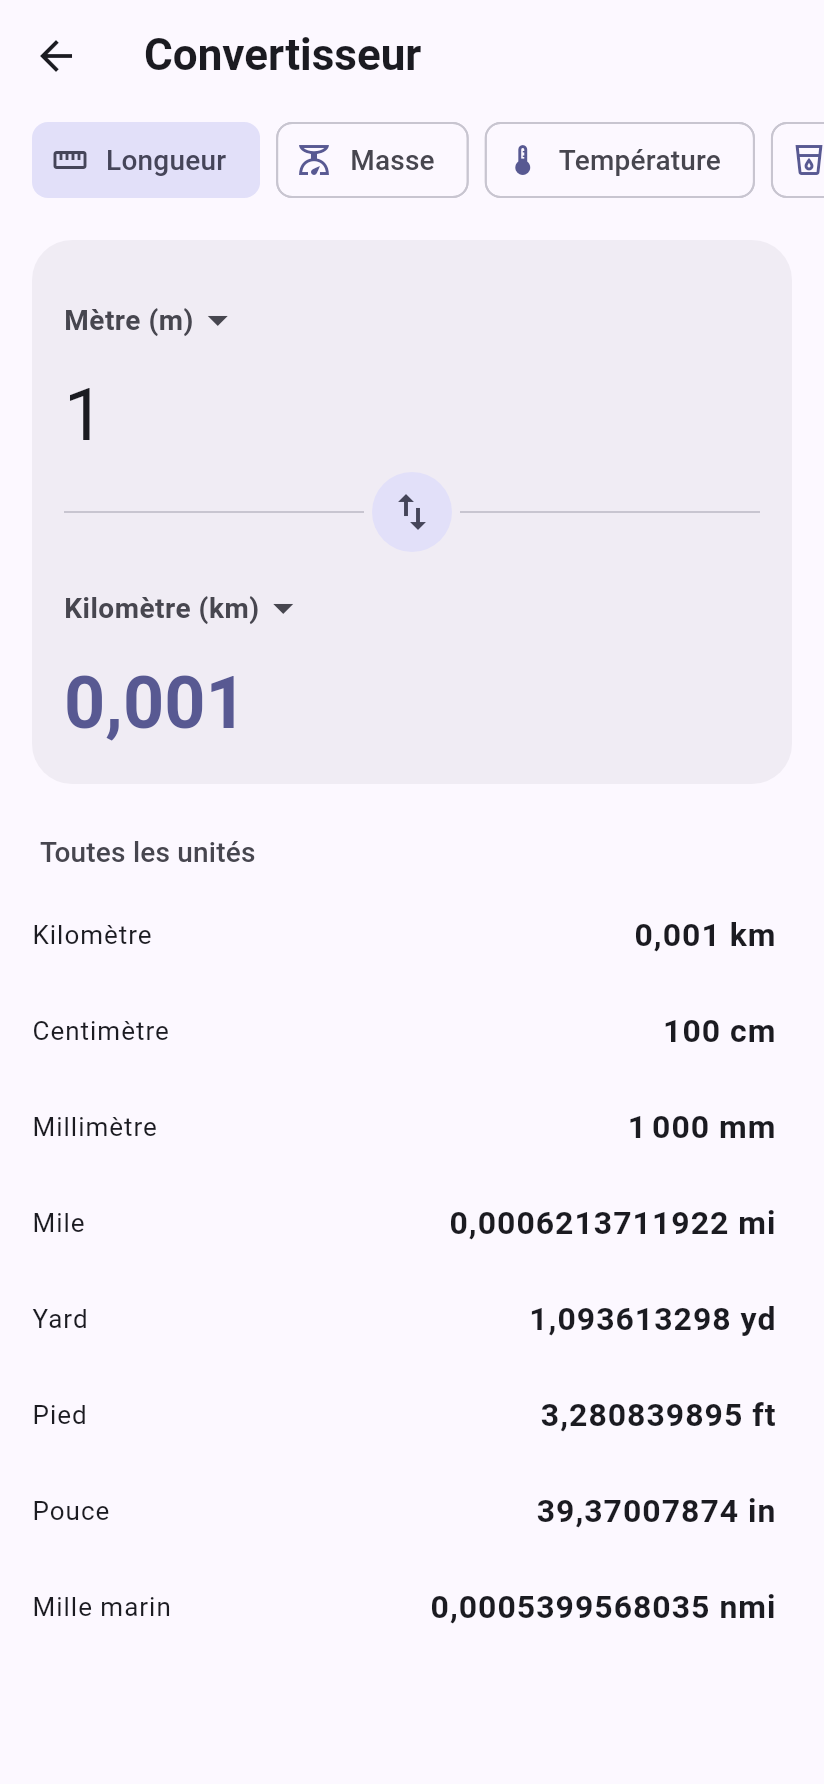 Convertisseur
Longueur Masse Température
Mètre (m)
1
Kilomètre (km)
0,001
Toutes les unités
Kilomètre 0,001 km
Centimètre 100 cm
Millimètre 1 000 mm
Mile 0,0006213711922 mi
Yard 1,093613298 yd
Pied 3,280839895 ft
Pouce 39,37007874 in
Mille marin 0,0005399568035 nmi